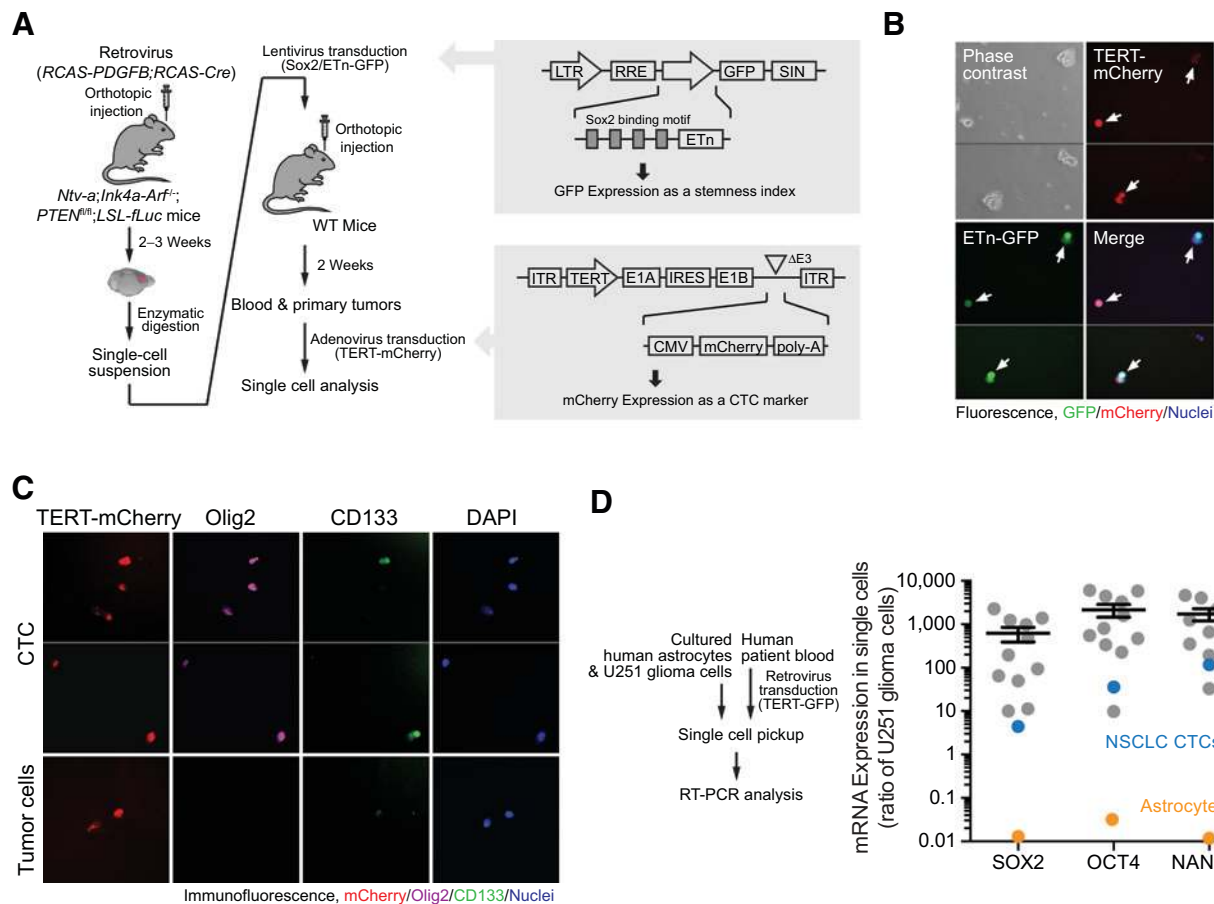 A
Retrovirus
(RCAS-PDGFB;RCAS-Cre)
Orthotopic
injection
Ntv-a;Ink4a-Arf-/-;
PTENfl/fl;LSL-fLuc mice
2–3 Weeks
Enzymatic
digestion
Single-cell
suspension
Lentivirus transduction
(Sox2/ETn-GFP)
Orthotopic
injection
WT Mice
2 Weeks
Blood & primary tumors
Adenovirus transduction
(TERT-mCherry)
Single cell analysis
LTR RRE GFP SIN
Sox2 binding motif
ETn
GFP Expression as a stemness index
ITR TERT E1A IRES E1B ΔE3 ITR
CMV mCherry poly-A
mCherry Expression as a CTC marker
B
Phase
contrast
TERT-
mCherry
ETn-GFP
Merge
Fluorescence, GFP/mCherry/Nuclei
C
TERT-mCherry Olig2 CD133 DAPI
CTC
Tumor cells
Immunofluorescence, mCherry/Olig2/CD133/Nuclei
D
Cultured
human astrocytes
& U251 glioma cells
Human
patient blood
Retrovirus
transduction
(TERT-GFP)
Single cell pickup
RT-PCR analysis
mRNA Expression in single cells
(ratio of U251 glioma cells)
10,000
1,000
100
10
1
0.1
0.01
NSCLC CTCs
Astrocyte
SOX2 OCT4 NAN